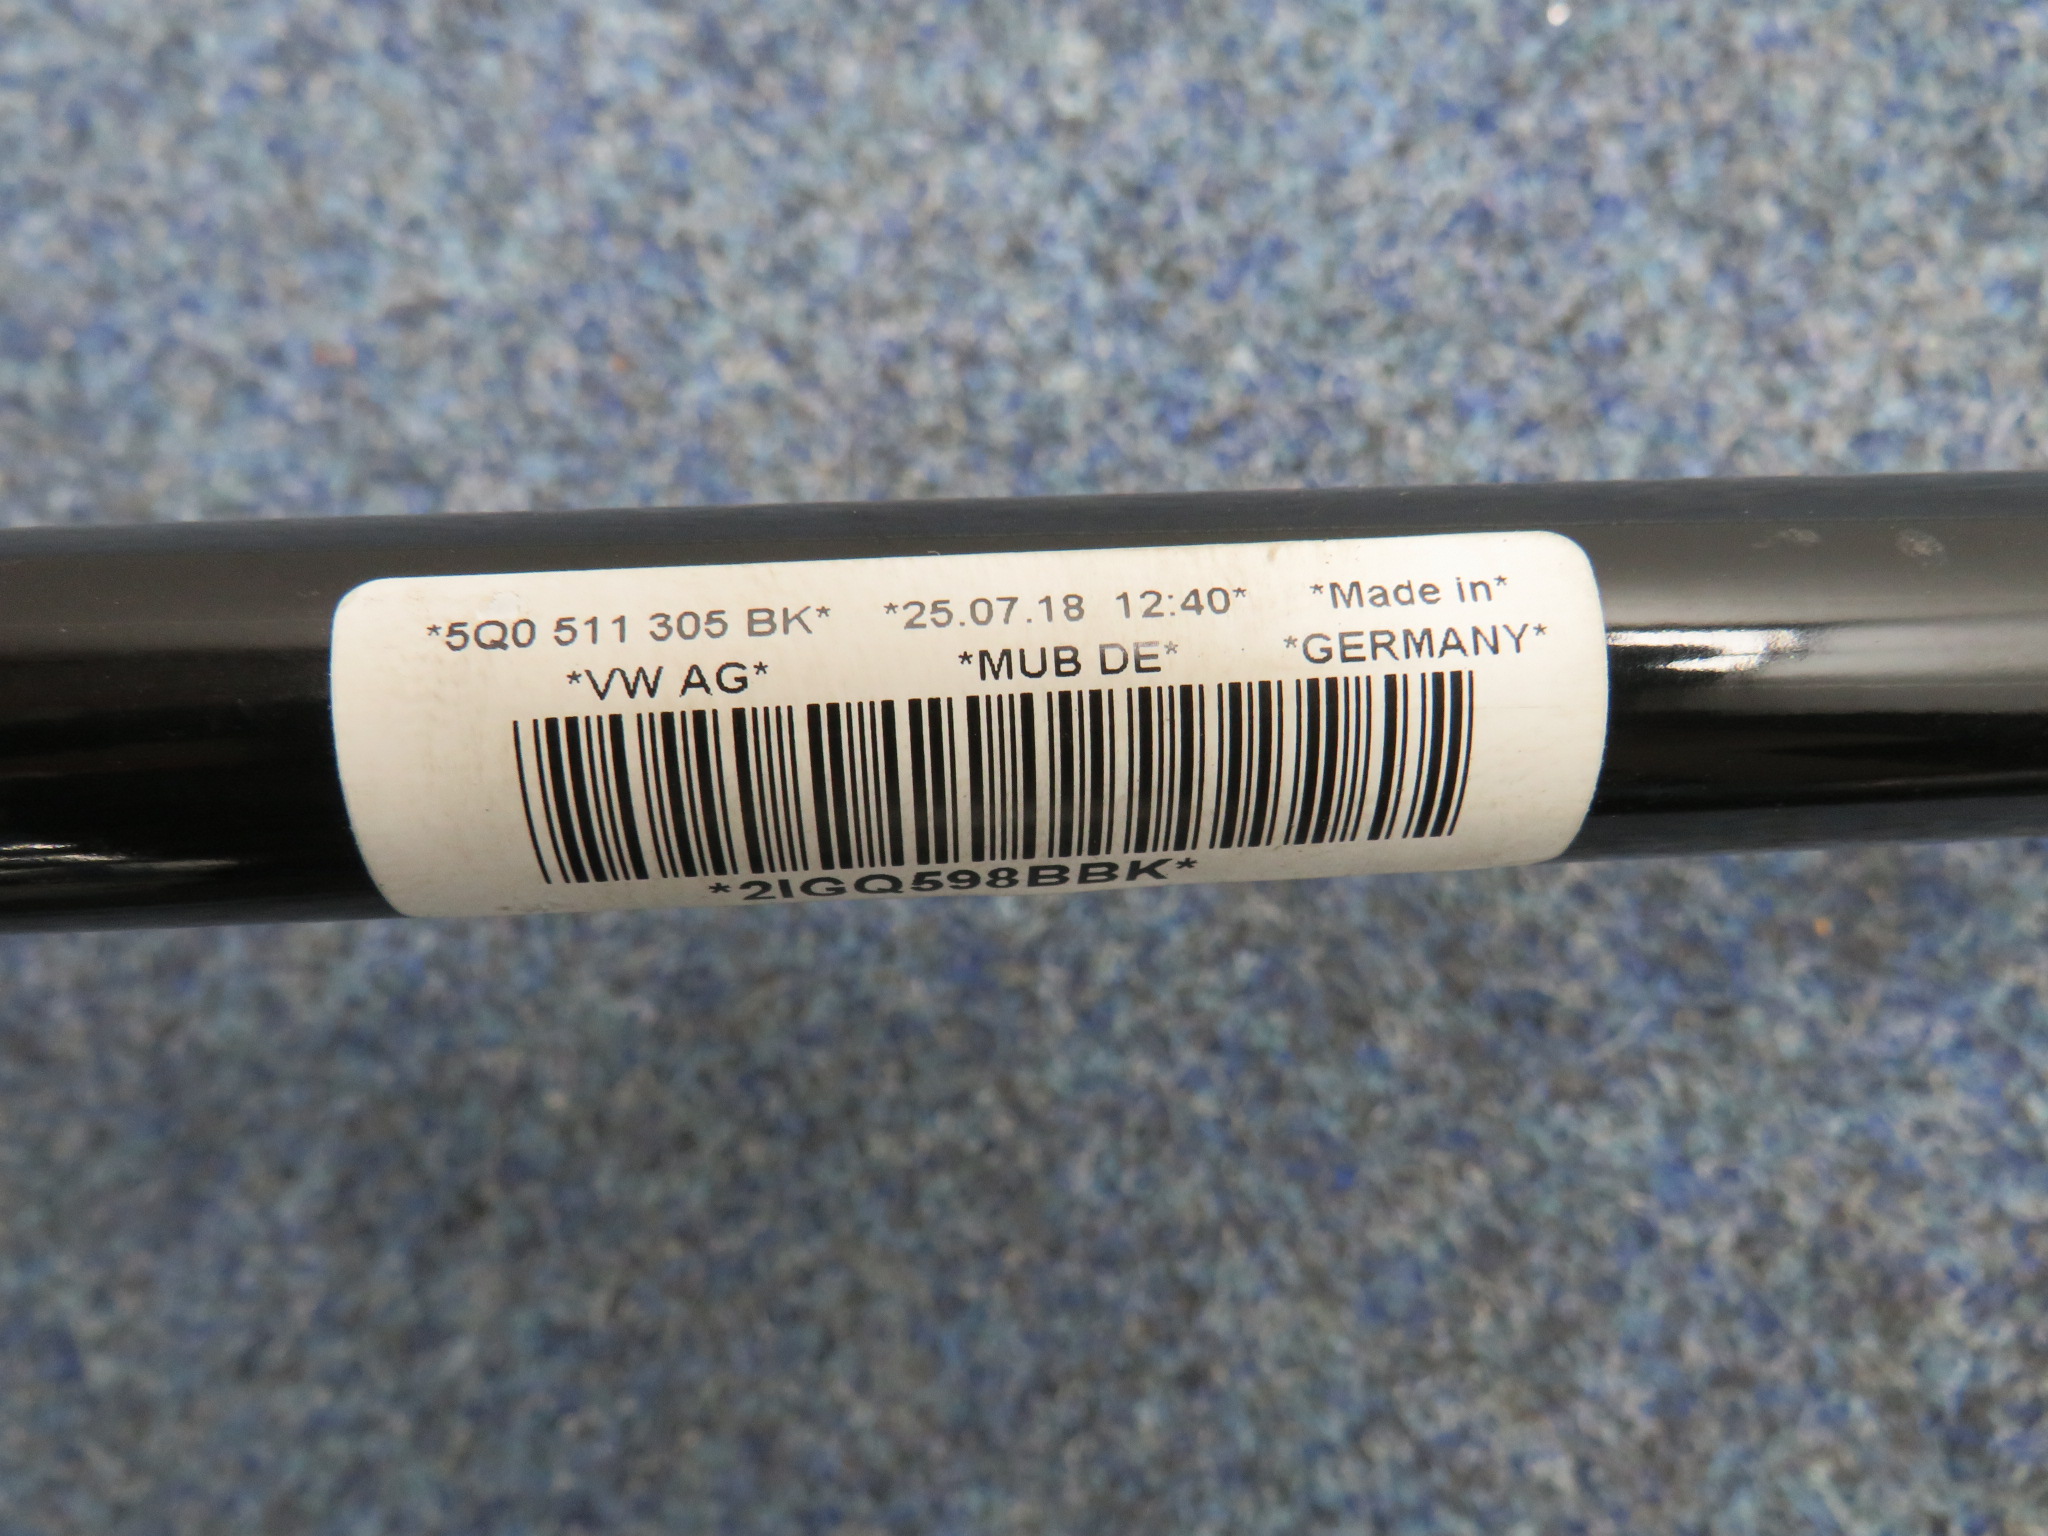 *5Q0 511 305 BK* *25.07.18 12:40* *Made in*
*VW AG* *MUB DE* *GERMANY*
*2IGQ598BBK*